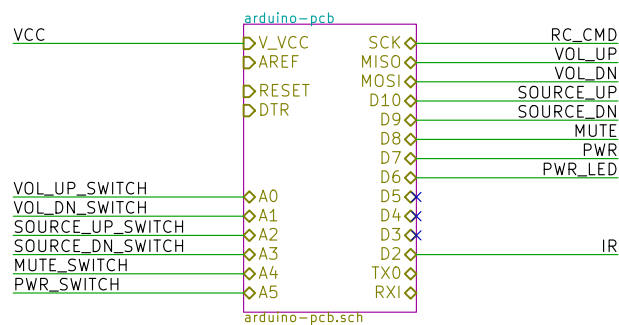 arduino-pcb
VCC V_VCC SCK RC_CMD
AREF MISO VOL_UP
MOSI VOL_DN
RESET D10 SOURCE_UP
DTR D9 SOURCE_DN
D8 MUTE
D7 PWR
D6 PWR_LED
VOL_UP_SWITCH A0 D5
VOL_DN_SWITCH A1 D4
SOURCE_UP_SWITCH A2 D3
SOURCE_DN_SWITCH A3 D2 IR
MUTE_SWITCH A4 TXO
PWR_SWITCH A5 RXI
arduino-pcb.sch